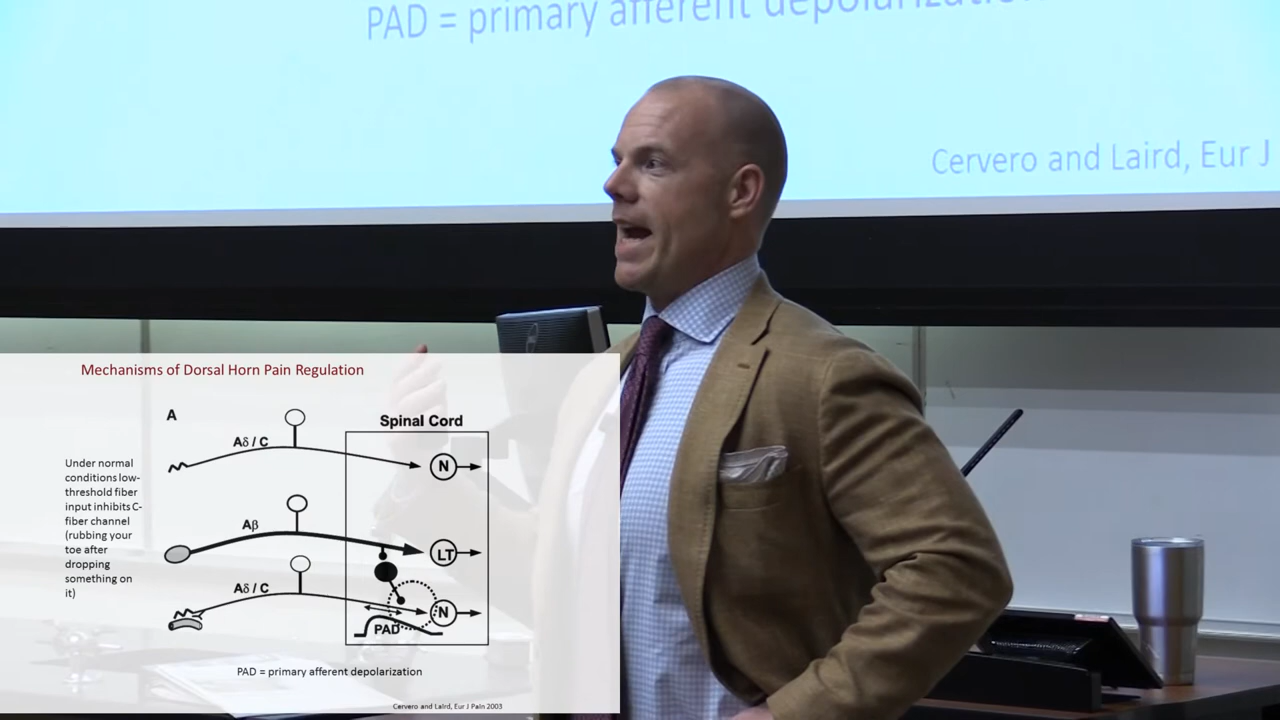 PAD = primary afferent depolarization
Cervero and Laird, Eur J
Mechanisms of Dorsal Horn Pain Regulation
A
Spinal Cord
Aδ / C
N
Under normal
conditions low-
threshold fiber
input inhibits C-
fiber channel
(rubbing your
toe after
dropping
something on
it)
Aβ
LT
Aδ / C
N
PAD
PAD = primary afferent depolarization
Cervero and Laird, Eur J Pain 2003